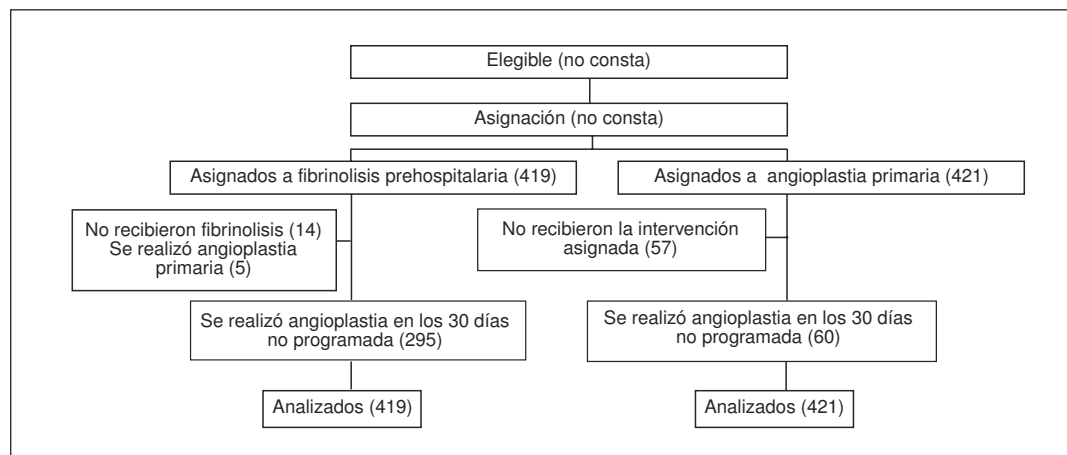 Elegible (no consta)
Asignación (no consta)
Asignados a fibrinolisis prehospitalaria (419)
Asignados a angioplastia primaria (421)
No recibieron fibrinolisis (14)
Se realizó angioplastia
primaria (5)
No recibieron la intervención
asignada (57)
Se realizó angioplastia en los 30 días
no programada (295)
Se realizó angioplastia en los 30 días
no programada (60)
Analizados (419)
Analizados (421)